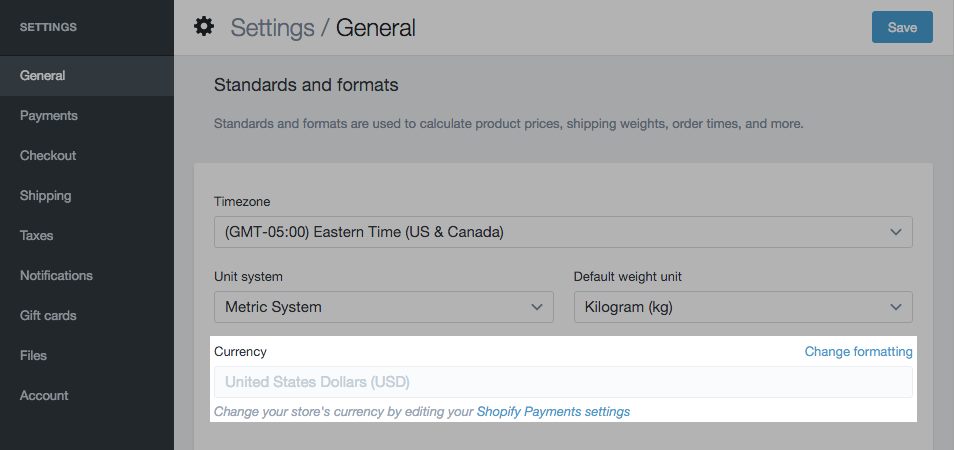 SETTINGS
Settings / General
Save
General
Payments
Checkout
Shipping
Taxes
Notifications
Gift cards
Files
Account
Standards and formats
Standards and formats are used to calculate product prices, shipping weights, order times, and more.
Timezone
(GMT-05:00) Eastern Time (US & Canada)
Unit system
Default weight unit
Metric System
Kilogram (kg)
Currency
Change formatting
United States Dollars (USD)
Change your store's currency by editing your Shopify Payments settings